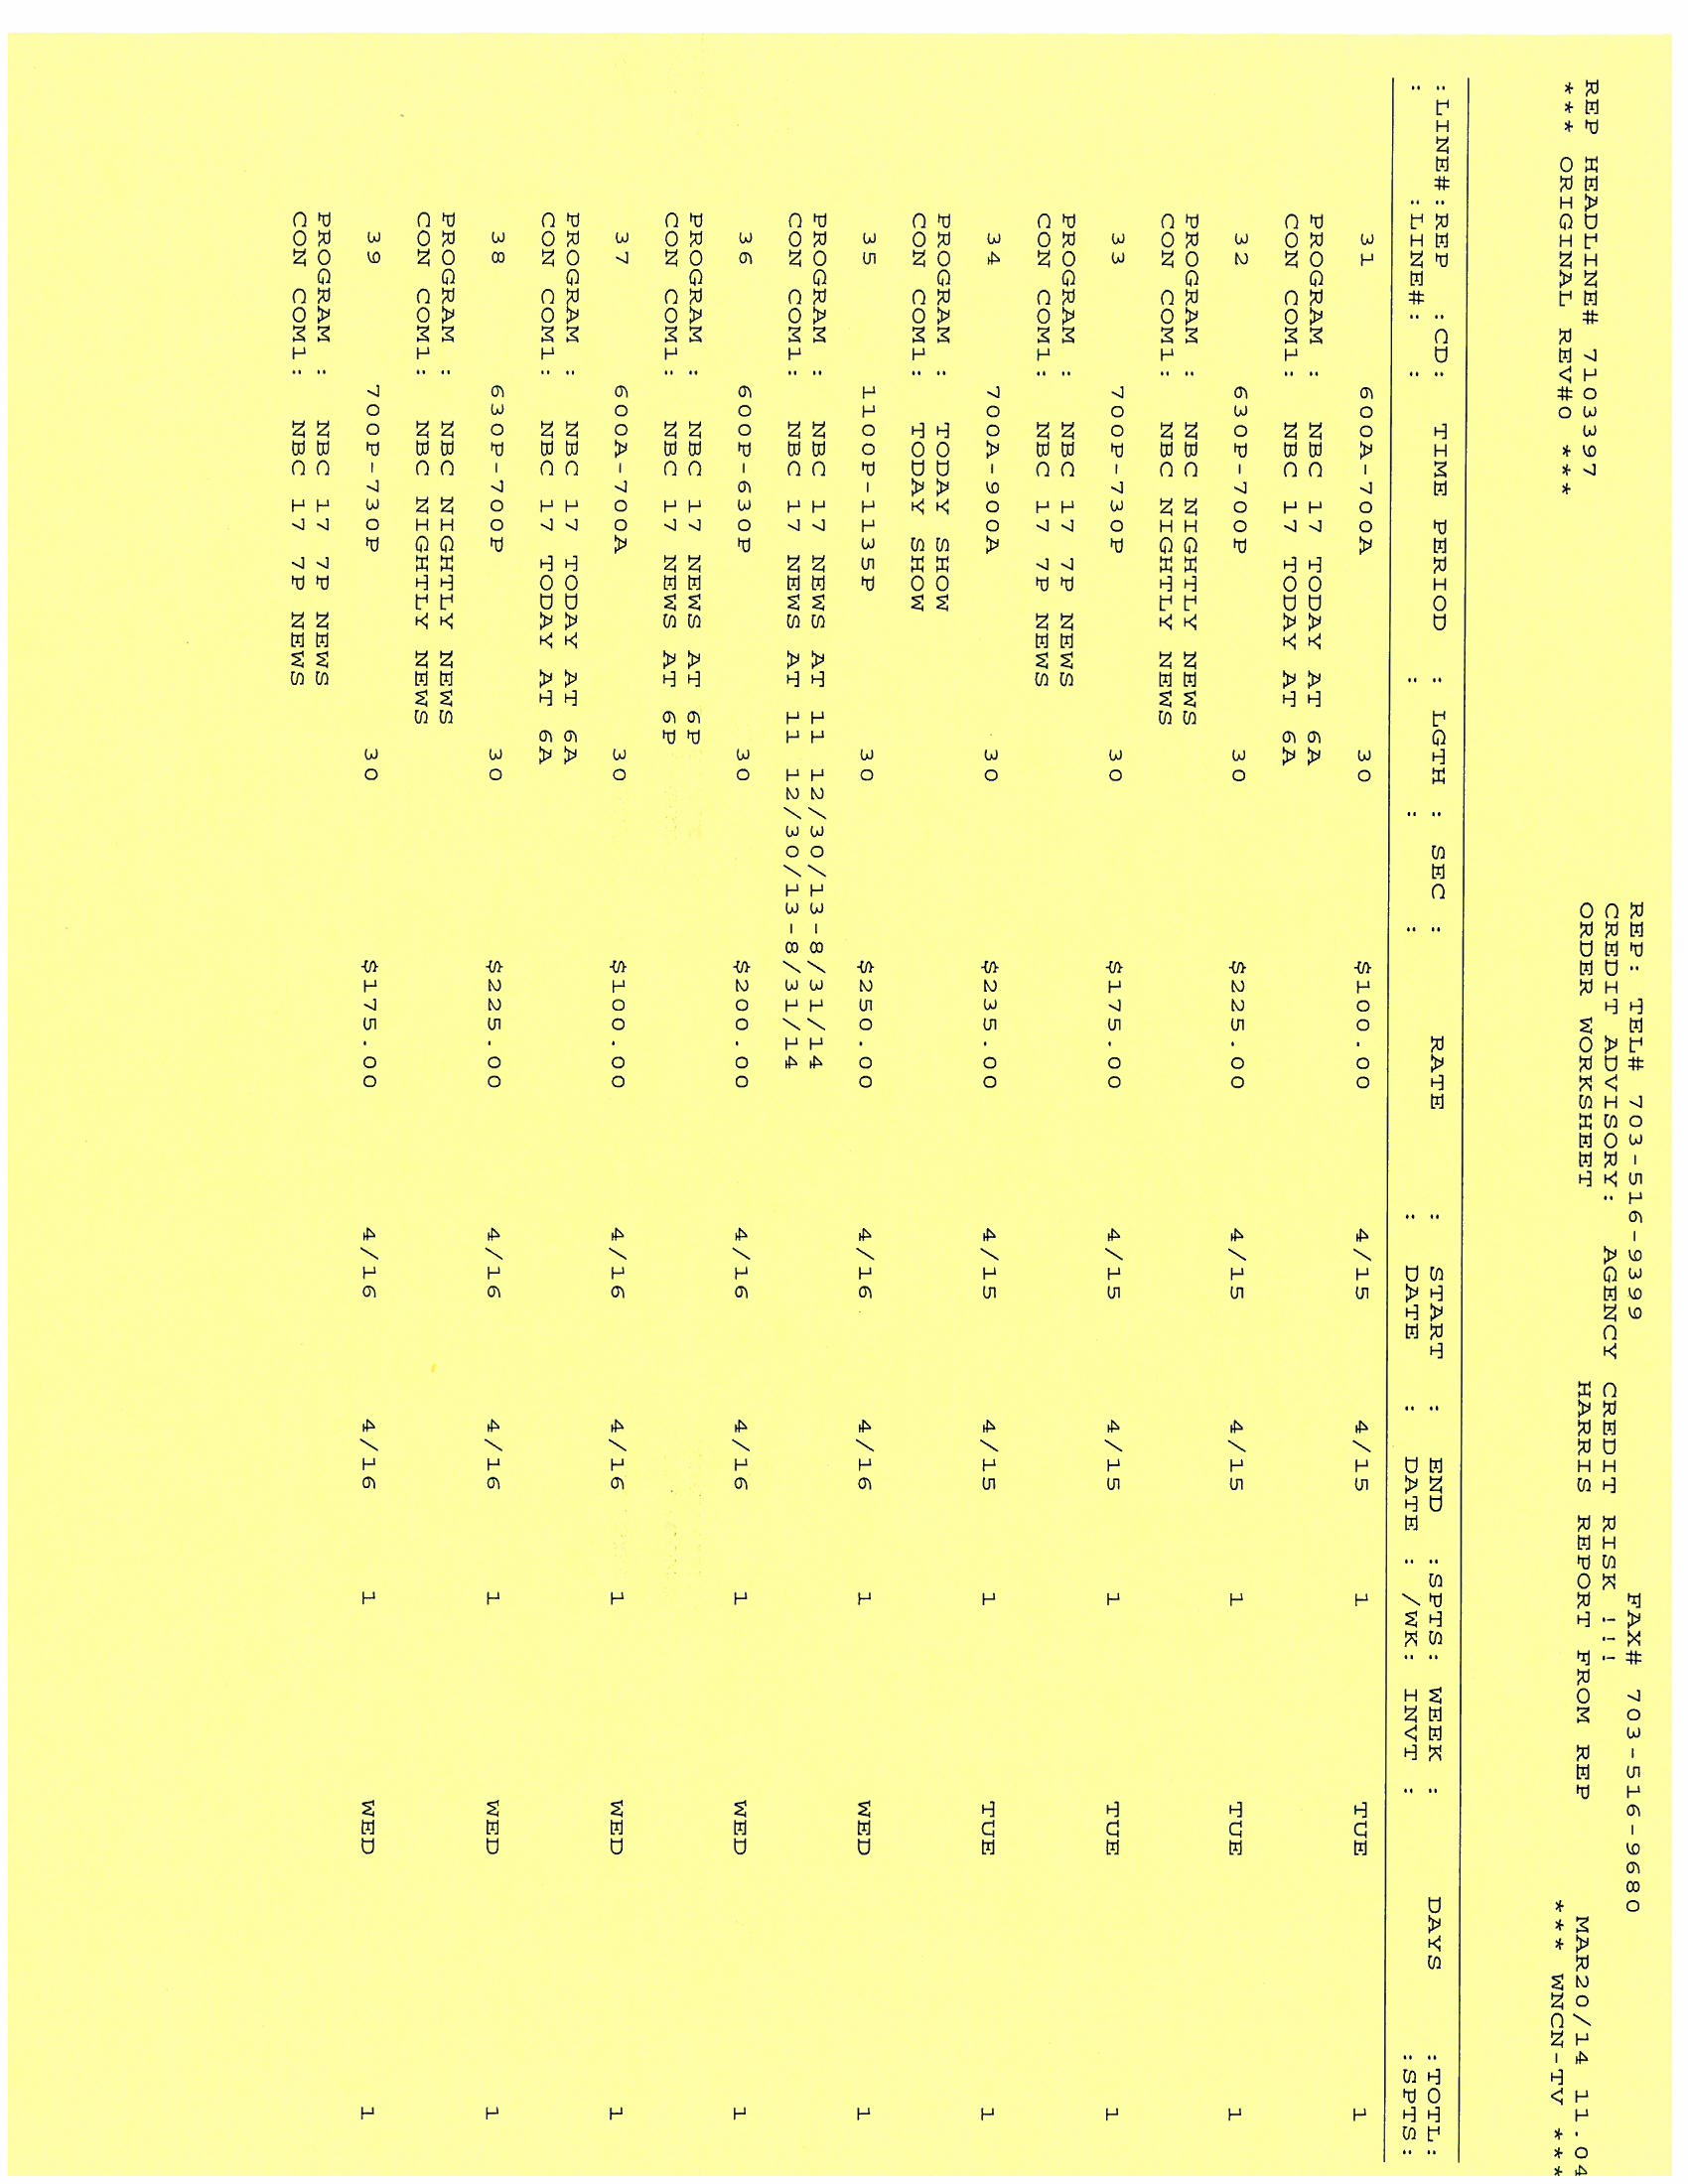 REP: TEL# 703-516-9399 FAX# 703-516-9680
CREDIT ADVISORY: AGENCY CREDIT RISK !!!
REP HEADLINE# 7103397 ORDER WORKSHEET HARRIS REPORT FROM REP MAR20/14 11.04
*** ORIGINAL REV#0 *** *** WNCN-TV ***
:LINE#:REP :CD: TIME PERIOD : LGTH : SEC : RATE : START : END :SPTS: WEEK : DAYS :TOTL:
: :LINE#: : : : : : DATE : DATE : /WK: INVT : :SPTS:
31 600A-700A 30 $100.00 4/15 4/15 1 TUE 1
PROGRAM : NBC 17 TODAY AT 6A
CON COM1: NBC 17 TODAY AT 6A
32 630P-700P 30 $225.00 4/15 4/15 1 TUE 1
PROGRAM : NBC NIGHTLY NEWS
CON COM1: NBC NIGHTLY NEWS
33 700P-730P 30 $175.00 4/15 4/15 1 TUE 1
PROGRAM : NBC 17 7P NEWS
CON COM1: NBC 17 7P NEWS
34 700A-900A 30 $235.00 4/15 4/15 1 TUE 1
PROGRAM : TODAY SHOW
CON COM1: TODAY SHOW
35 1100P-1135P 30 $250.00 4/16 4/16 1 WED 1
PROGRAM : NBC 17 NEWS AT 11 12/30/13-8/31/14
CON COM1: NBC 17 NEWS AT 11 12/30/13-8/31/14
36 600P-630P 30 $200.00 4/16 4/16 1 WED 1
PROGRAM : NBC 17 NEWS AT 6P
CON COM1: NBC 17 NEWS AT 6P
37 600A-700A 30 $100.00 4/16 4/16 1 WED 1
PROGRAM : NBC 17 TODAY AT 6A
CON COM1: NBC 17 TODAY AT 6A
38 630P-700P 30 $225.00 4/16 4/16 1 WED 1
PROGRAM : NBC NIGHTLY NEWS
CON COM1: NBC NIGHTLY NEWS
39 700P-730P 30 $175.00 4/16 4/16 1 WED 1
PROGRAM : NBC 17 7P NEWS
CON COM1: NBC 17 7P NEWS